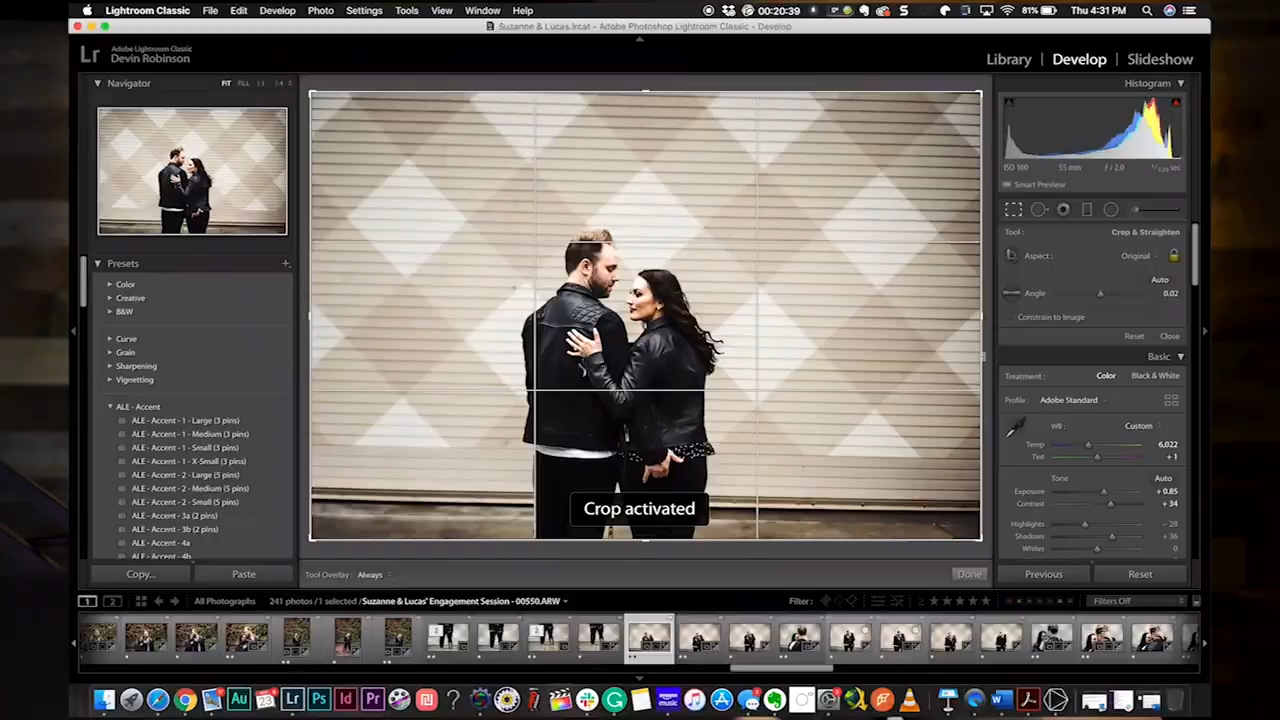 Lightroom Classic File Edit Develop Photo Settings Tools View Window Help 00:20:39 81% Thu 4:31 PM
Suzanne & Lucas.lrcat - Adobe Photoshop Lightroom Classic - Develop
Lr Adobe Lightroom Classic
Devin Robinson
Library | Develop | Slideshow
Navigator FIT FILL 1:1
Histogram
ISO 100 55 mm f / 2.0
Smart Preview
Tool : Crop & Straighten
Aspect : Original
Auto
Angle 0.02
Constrain to Image
Reset Close
Presets
Color
Creative
B&W
Curve
Grain
Sharpening
Vignetting
ALE - Accent
ALE - Accent - 1 - Large (3 pins)
ALE - Accent - 1 - Medium (3 pins)
ALE - Accent - 1 - Small (3 pins)
ALE - Accent - 1 - X-Small (3 pins)
ALE - Accent - 2 - Large (5 pins)
ALE - Accent - 2 - Medium (5 pins)
ALE - Accent - 2 - Small (5 pins)
ALE - Accent - 3a (2 pins)
ALE - Accent - 3b (2 pins)
ALE - Accent - 4a
ALE - Accent - 4b
Basic
Treatment : Color Black & White
Profile : Adobe Standard
WB : Custom
Temp 6,022
Tint + 1
Tone Auto
Exposure + 0.85
Contrast + 34
Highlights - 28
Shadows + 36
Whites 0
Crop activated
Copy... Paste
Tool Overlay : Always Done
Previous Reset
1 2 All Photographs 241 photos / 1 selected / Suzanne & Lucas' Engagement Session - 00550.ARW Filter : Filters Off
23 Au Lr Ps Id Pr music W